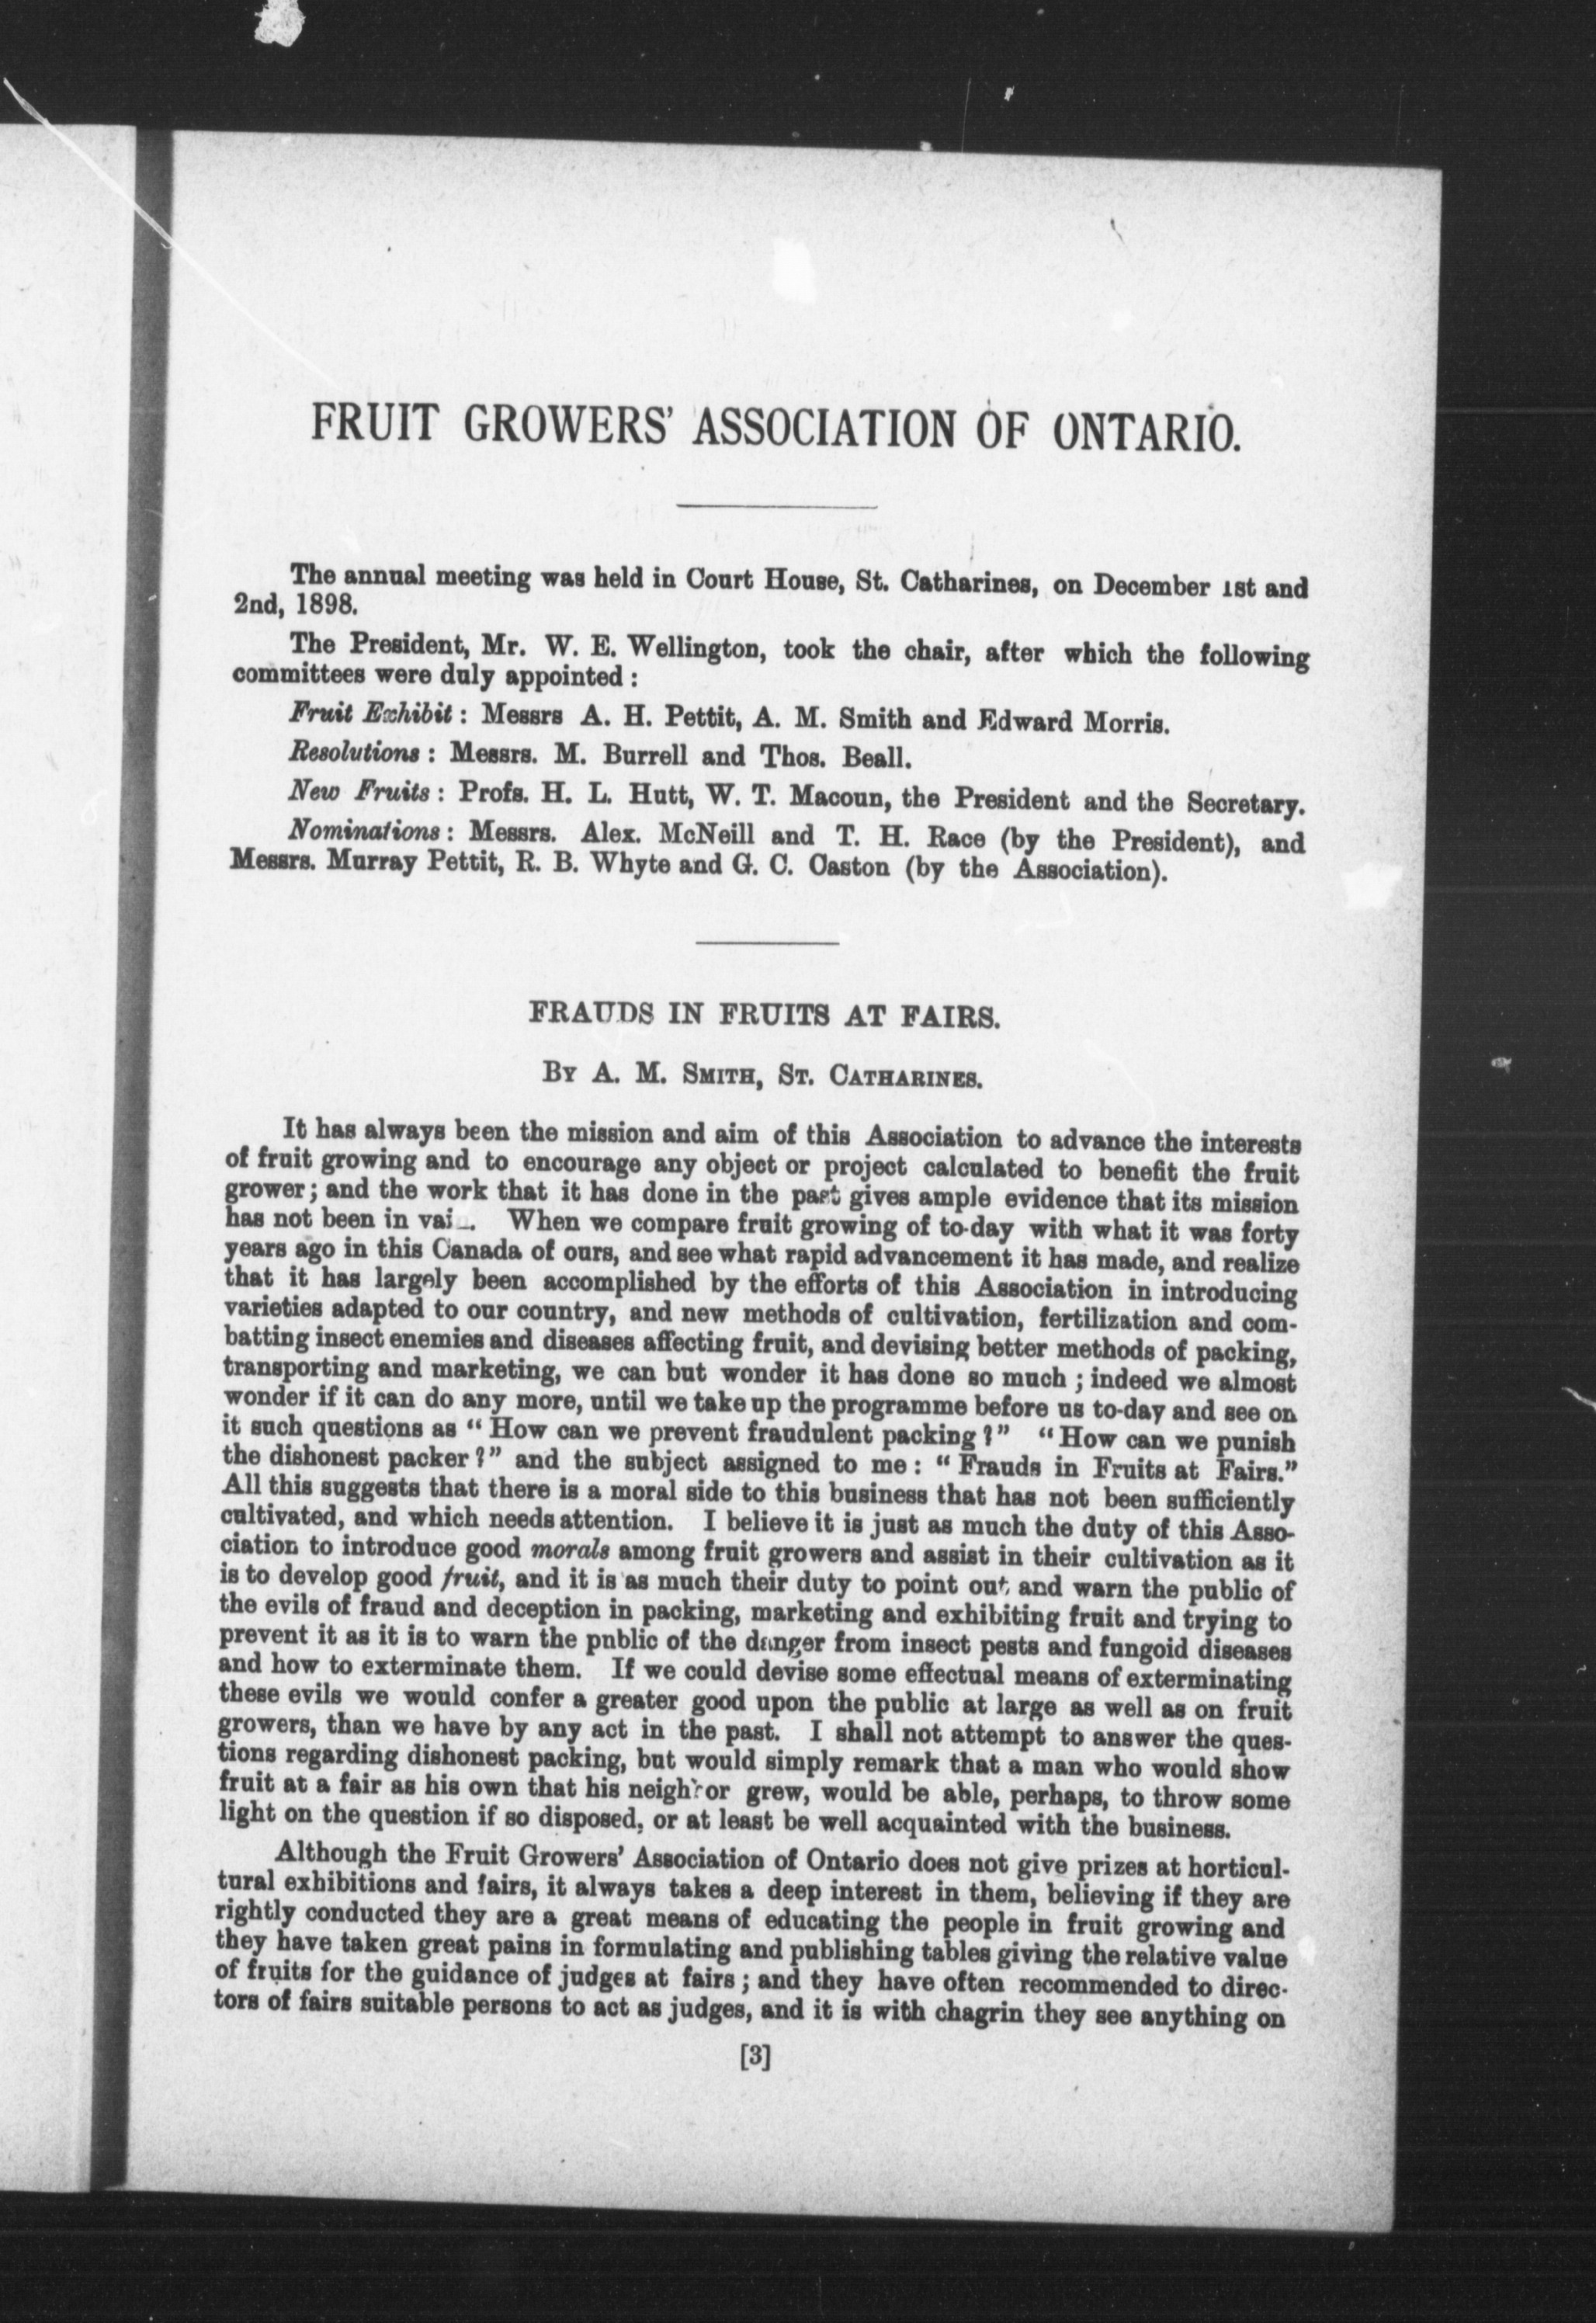 FRUIT GROWERS' ASSOCIATION OF ONTARIO.
The annual meeting was held in Court House, St. Catharines, on December 1st and
2nd, 1898.
The President, Mr. W. E. Wellington, took the chair, after which the following
committees were duly appointed :
Fruit Exhibit : Messrs A. H. Pettit, A. M. Smith and Edward Morris.
Resolutions : Messrs. M. Burrell and Thos. Beall.
New Fruits : Profs. H. L. Hutt, W. T. Macoun, the President and the Secretary.
Nominations : Messrs. Alex. McNeill and T. H. Race (by the President), and
Messrs. Murray Pettit, R. B. Whyte and G. C. Caston (by the Association).
FRAUDS IN FRUITS AT FAIRS.
By A. M. Smith, St. Catharines.
It has always been the mission and aim of this Association to advance the interests
of fruit growing and to encourage any object or project calculated to benefit the fruit
grower ; and the work that it has done in the past gives ample evidence that its mission
has not been in vai . When we compare fruit growing of to-day with what it was forty
years ago in this Canada of ours, and see what rapid advancement it has made, and realize
that it has largely been accomplished by the efforts of this Association in introducing
varieties adapted to our country, and new methods of cultivation, fertilization and com-
batting insect enemies and diseases affecting fruit, and devising better methods of packing,
transporting and marketing, we can but wonder it has done so much ; indeed we almost
wonder if it can do any more, until we take up the programme before us to-day and see on
it such questions as " How can we prevent fraudulent packing ?" " How can we punish
the dishonest packer ?" and the subject assigned to me : " Frauds in Fruits at Fairs."
All this suggests that there is a moral side to this business that has not been sufficiently
cultivated, and which needs attention. I believe it is just as much the duty of this Asso-
ciation to introduce good morals among fruit growers and assist in their cultivation as it
is to develop good fruit, and it is as much their duty to point out and warn the public of
the evils of fraud and deception in packing, marketing and exhibiting fruit and trying to
prevent it as it is to warn the public of the danger from insect pests and fungoid diseases
and how to exterminate them. If we could devise some effectual means of exterminating
these evils we would confer a greater good upon the public at large as well as on fruit
growers, than we have by any act in the past. I shall not attempt to answer the ques-
tions regarding dishonest packing, but would simply remark that a man who would show
fruit at a fair as his own that his neighbor grew, would be able, perhaps, to throw some
light on the question if so disposed, or at least be well acquainted with the business.
Although the Fruit Growers' Association of Ontario does not give prizes at horticul-
tural exhibitions and fairs, it always takes a deep interest in them, believing if they are
rightly conducted they are a great means of educating the people in fruit growing and
they have taken great pains in formulating and publishing tables giving the relative value
of fruits for the guidance of judges at fairs ; and they have often recommended to direc-
tors of fairs suitable persons to act as judges, and it is with chagrin they see anything on
[3]